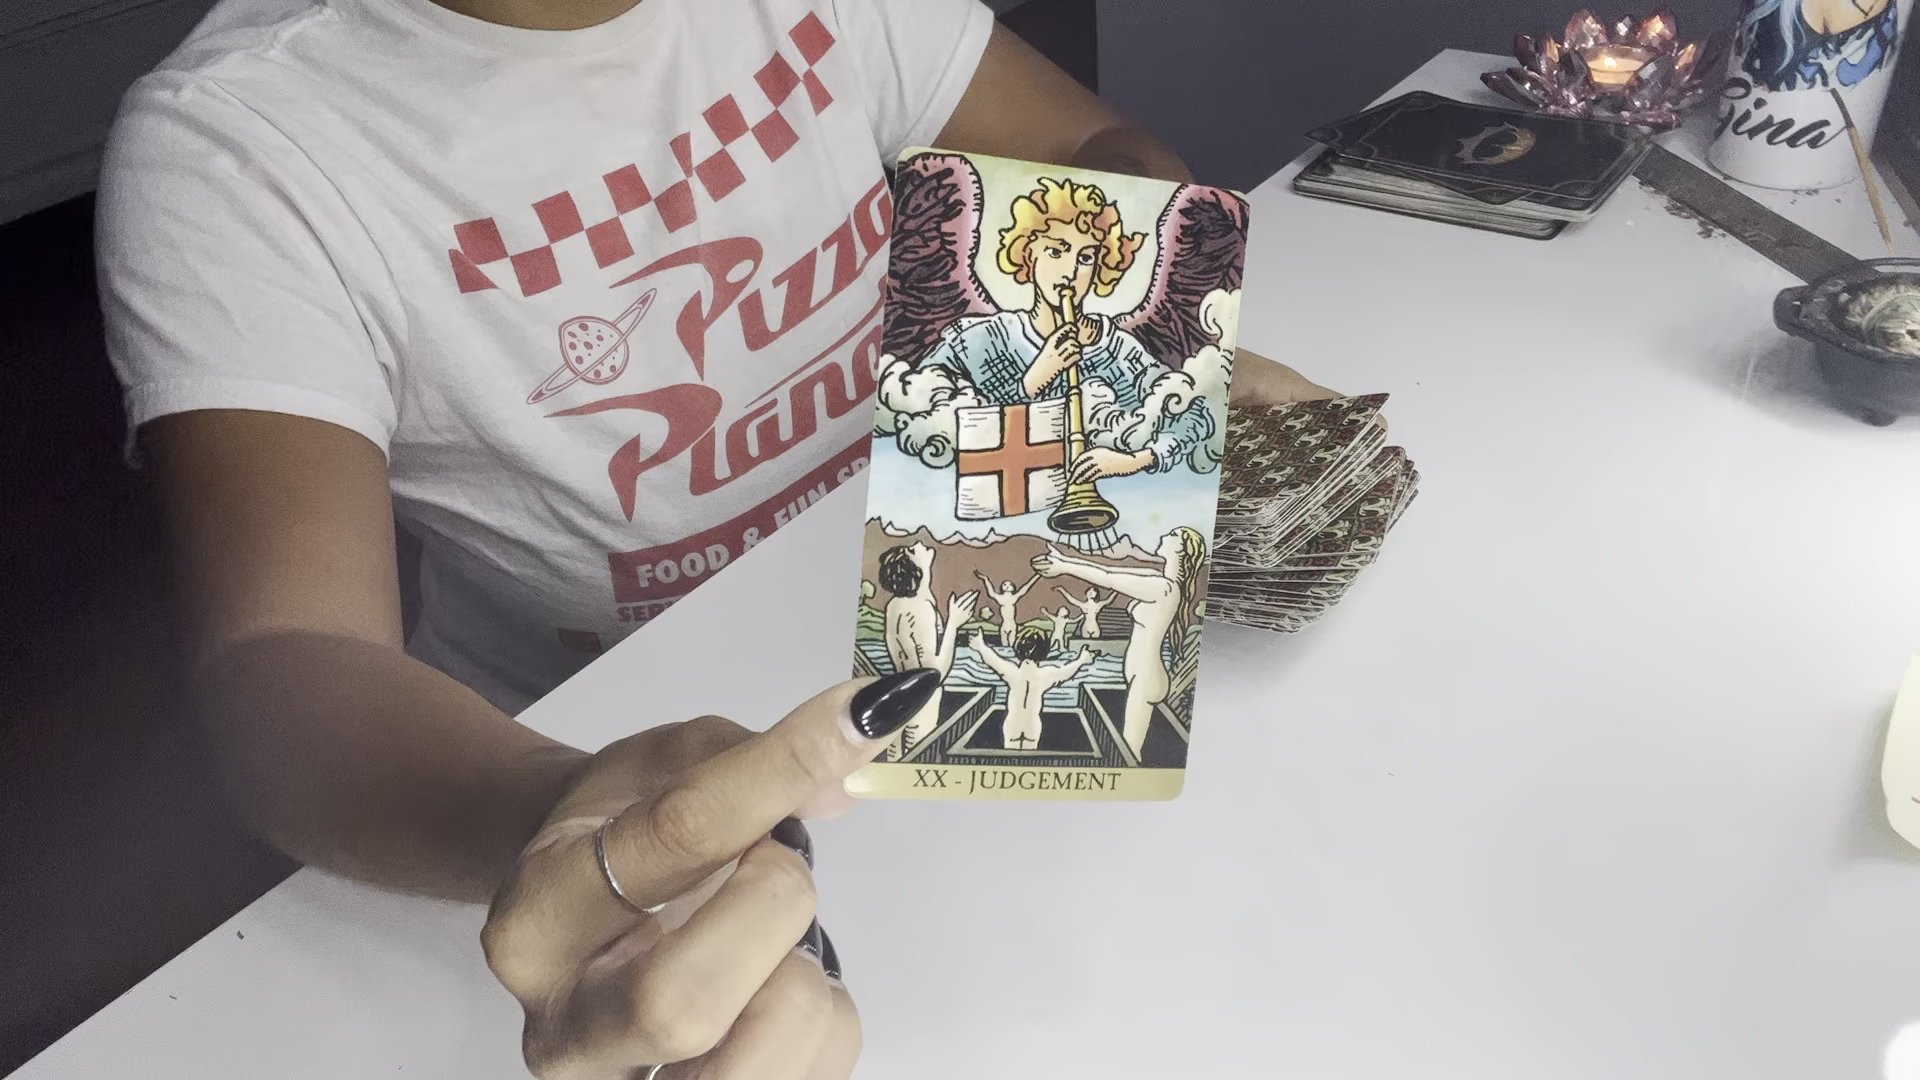 Pizza
Planet
FOOD & FUN
Gina
XX - JUDGEMENT